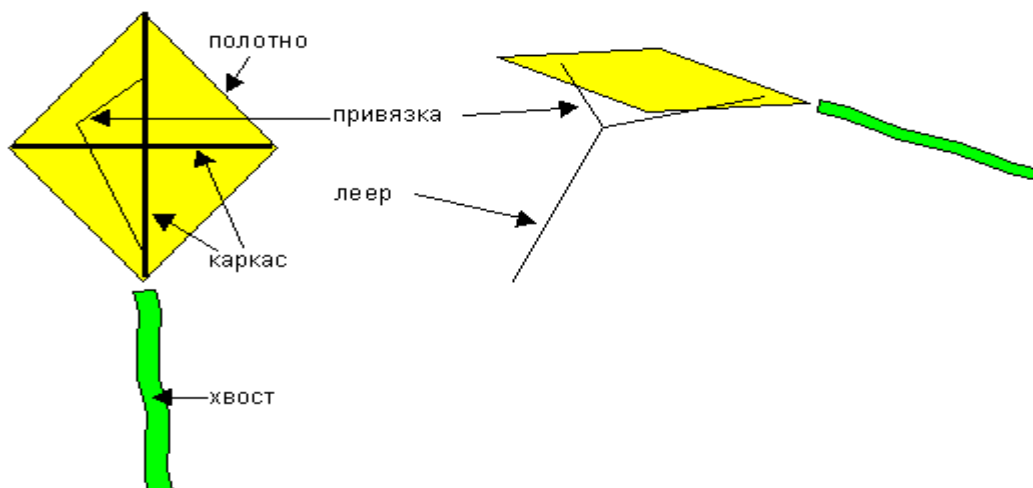 полотно
привязка
леер
каркас
хвост